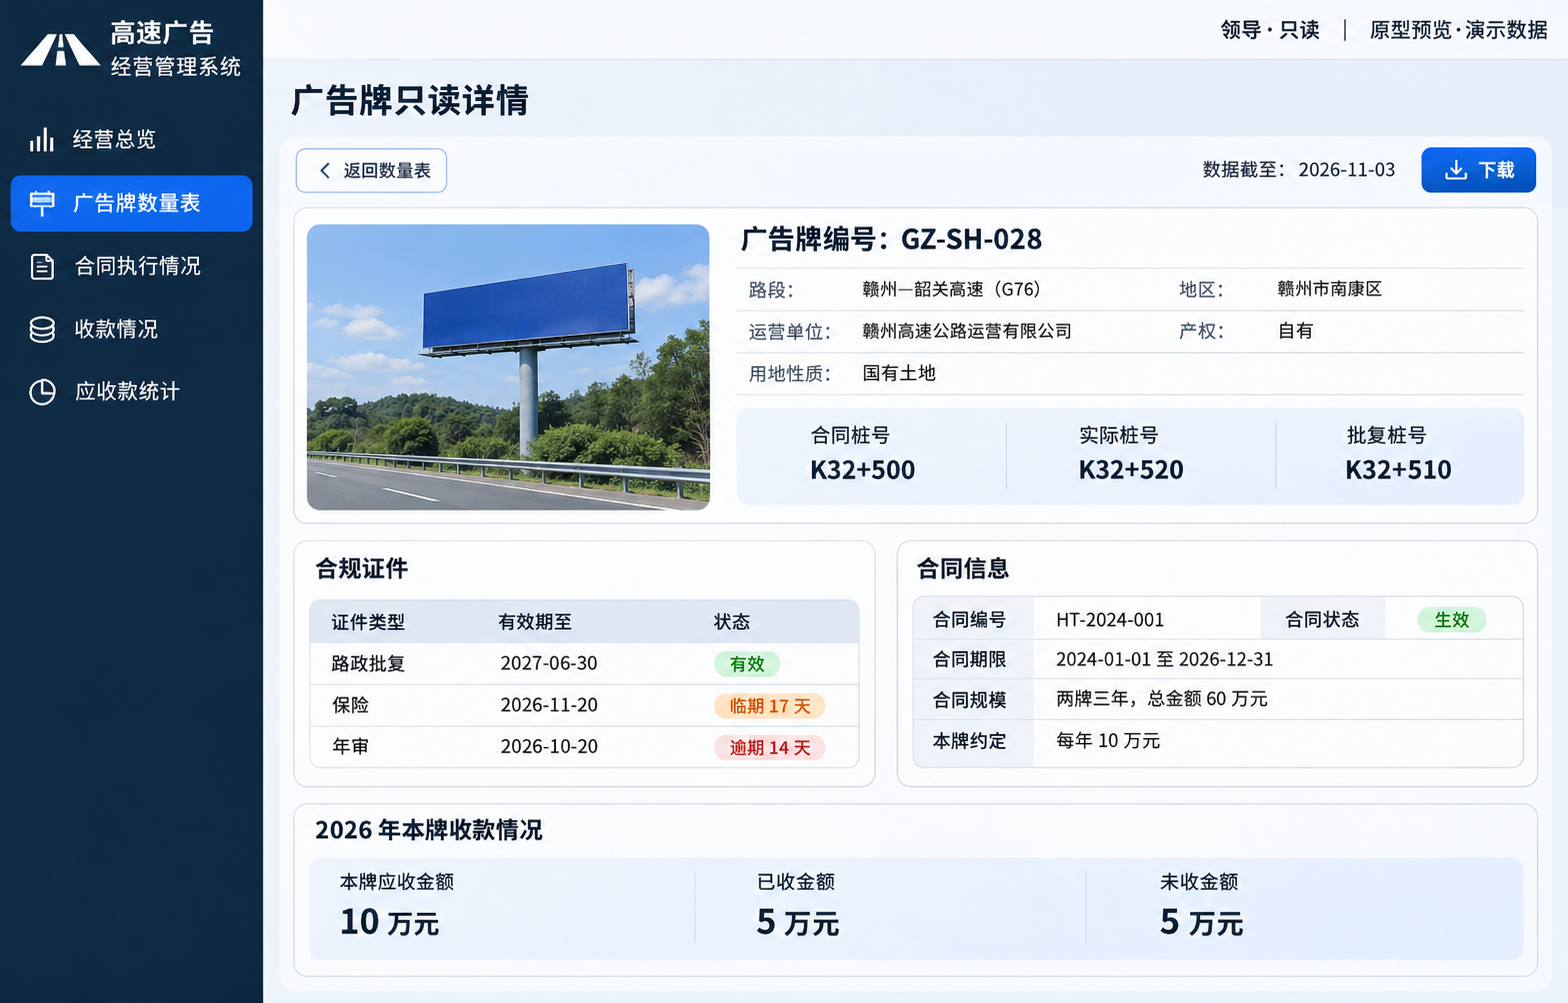 高速广告
经营管理系统
领导·只读 | 原型预览·演示数据
经营总览
广告牌数量表
合同执行情况
收款情况
应收款统计
广告牌只读详情
返回数量表
数据截至： 2026-11-03
下载
广告牌编号：GZ-SH-028
路段： 赣州—韶关高速（G76） 地区： 赣州市南康区
运营单位： 赣州高速公路运营有限公司 产权： 自有
用地性质： 国有土地
合同桩号 实际桩号 批复桩号
K32+500 K32+520 K32+510
合规证件
证件类型 有效期至 状态
路政批复 2027-06-30 有效
保险 2026-11-20 临期 17 天
年审 2026-10-20 逾期 14 天
合同信息
合同编号 HT-2024-001 合同状态 生效
合同期限 2024-01-01 至 2026-12-31
合同规模 两牌三年，总金额 60 万元
本牌约定 每年 10 万元
2026 年本牌收款情况
本牌应收金额 已收金额 未收金额
10 万元 5 万元 5 万元